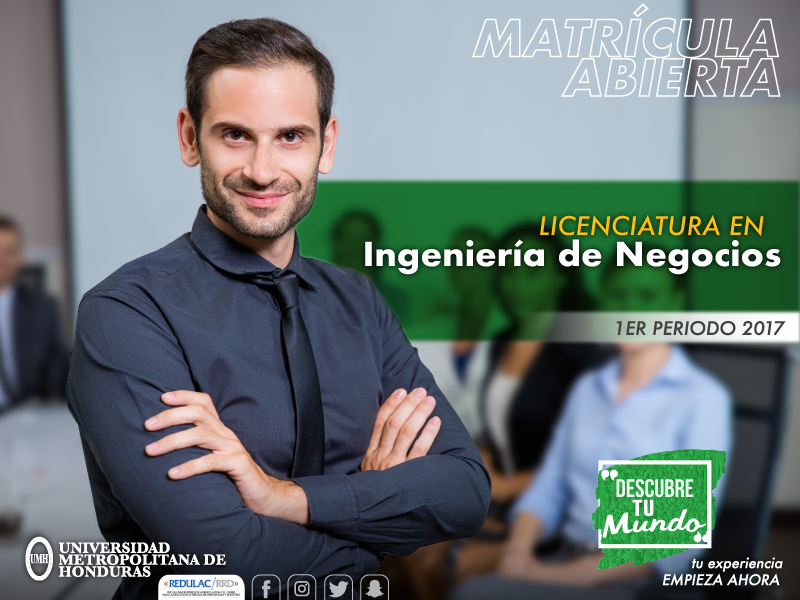 MATRÍCULA
ABIERTA
LICENCIATURA EN
Ingeniería de Negocios
1ER PERIODO 2017
"DESCUBRE
TU
Mundo"
tu experiencia
EMPIEZA AHORA
UMH
UNIVERSIDAD
METROPOLITANA DE
HONDURAS
«REDULAC/RRD»